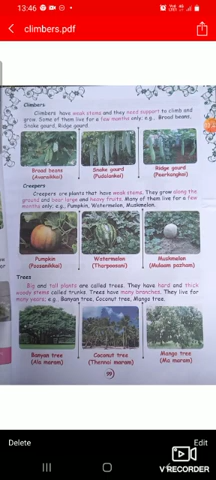 13:46
climbers.pdf
Climbers
Climbers have weak stems and they need support to climb and
grow. Some of them live for a few months only; e.g., Broad beans,
Snake gourd, Ridge gourd.
Broad beans Snake gourd Ridge gourd
(Avaraikkai) (Pudalankai) (Peerkangkai)
Creepers
Creepers are plants that have weak stems. They grow along the
ground and bear large and heavy fruits. Many of them live for a few
months only; e.g., Pumpkin, Watermelon, Muskmelon.
Pumpkin Watermelon Muskmelon
(Poosanikkai) (Tharpoosani) (Mulaam pazham)
Trees
Big and tall plants are called trees. They have hard and thick
woody stems called trunks. Trees have many branches. They live for
many years; e.g., Banyan tree, Coconut tree, Mango tree.
Banyan tree Coconut tree Mango tree
(Ala maram) (Thennai maram) (Ma maram)
Delete Edit
V RECORDER